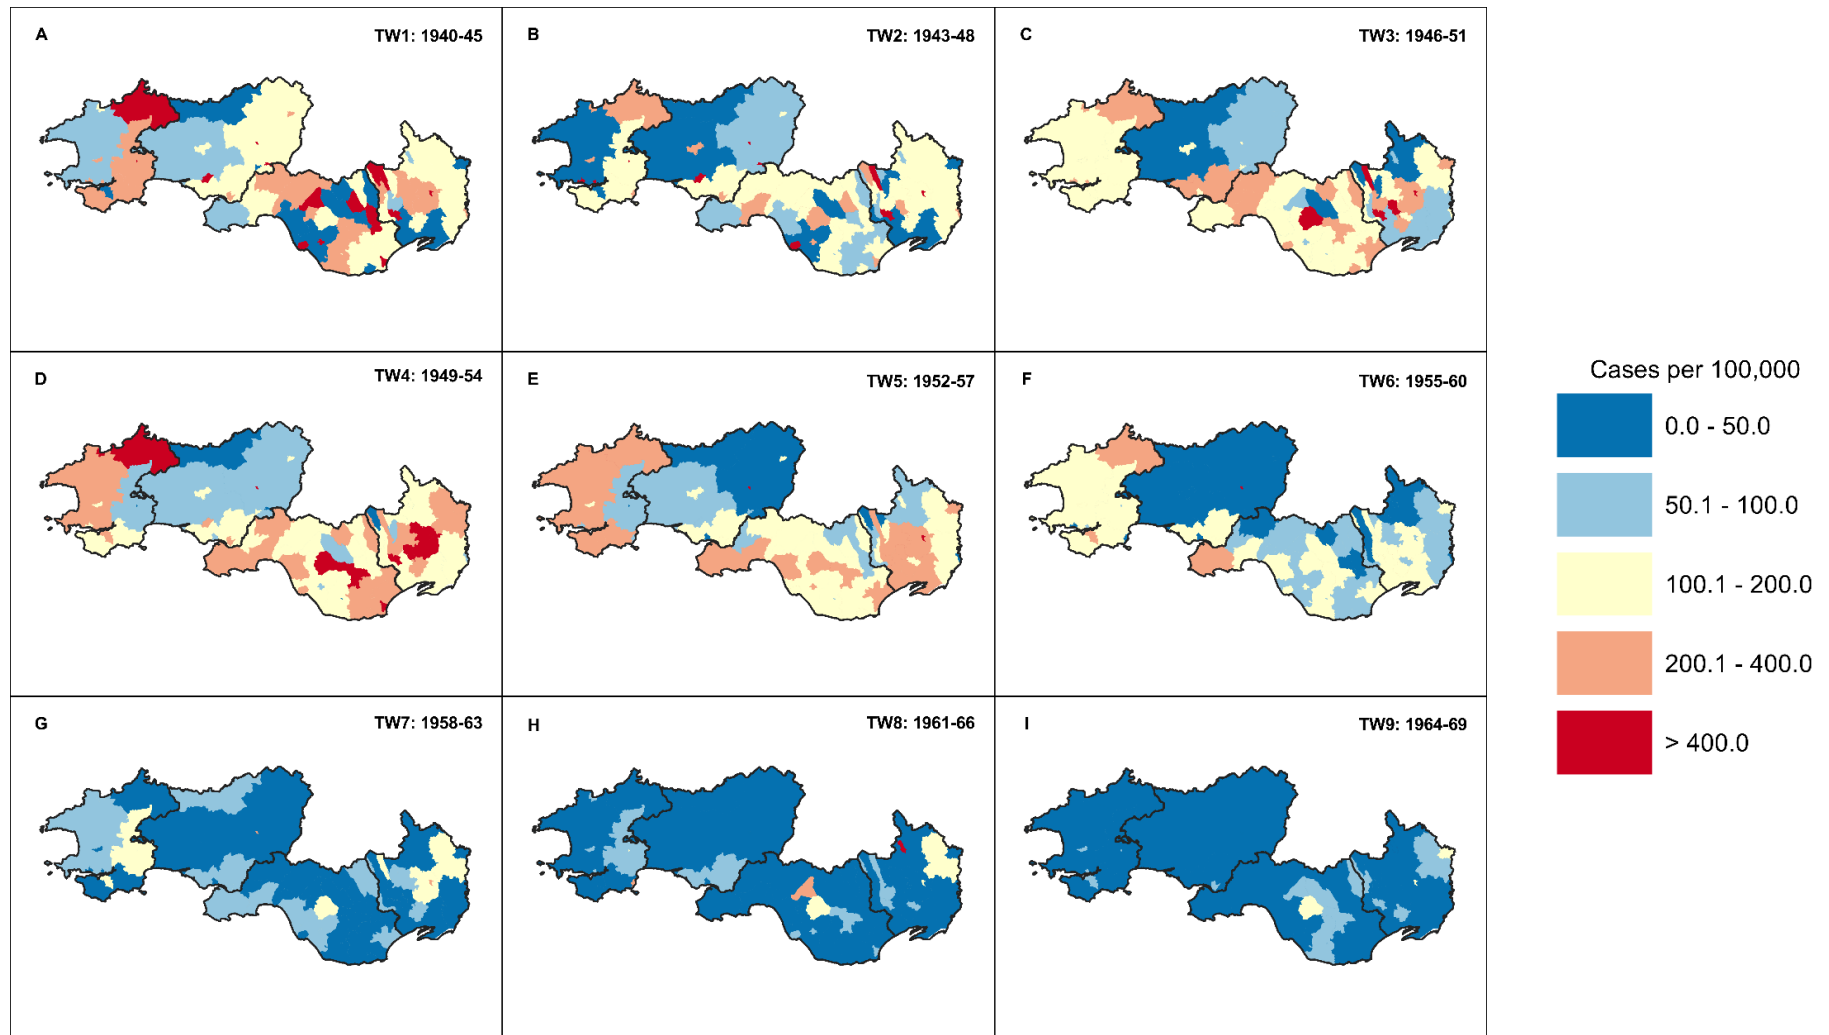 A
TW1: 1940-45
B
TW2: 1943-48
C
TW3: 1946-51
D
TW4: 1949-54
E
TW5: 1952-57
F
TW6: 1955-60
G
TW7: 1958-63
H
TW8: 1961-66
I
TW9: 1964-69
Cases per 100,000
0.0 - 50.0
50.1 - 100.0
100.1 - 200.0
200.1 - 400.0
> 400.0